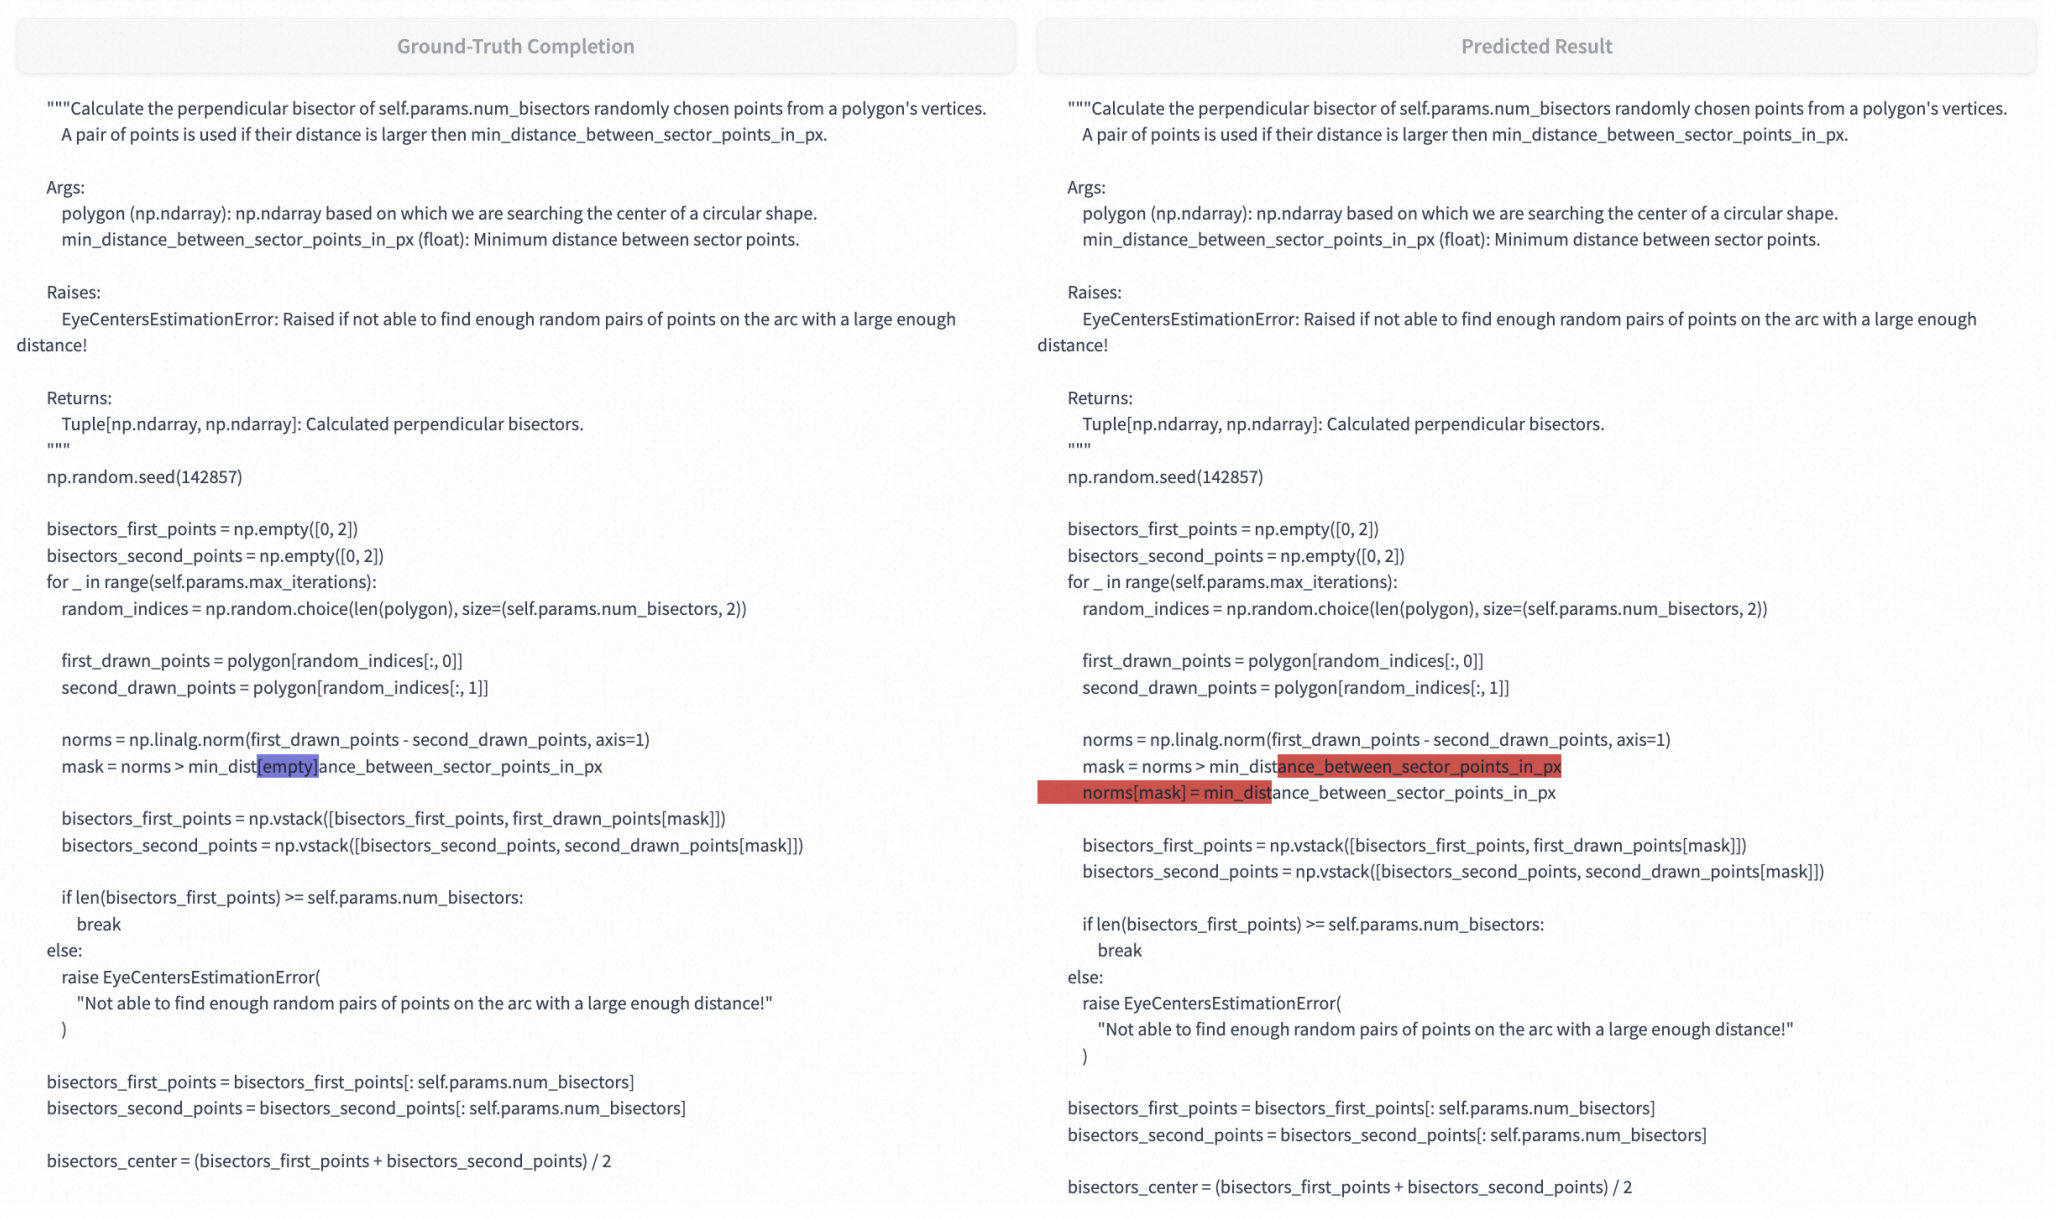 Ground-Truth Completion
"""Calculate the perpendicular bisector of self.params.num_bisectors randomly chosen points from a polygon's vertices.
A pair of points is used if their distance is larger then min_distance_between_sector_points_in_px.
Args:
polygon (np.ndarray): np.ndarray based on which we are searching the center of a circular shape.
min_distance_between_sector_points_in_px (float): Minimum distance between sector points.
Raises:
EyeCentersEstimationError: Raised if not able to find enough random pairs of points on the arc with a large enough
distance!
Returns:
Tuple[np.ndarray, np.ndarray]: Calculated perpendicular bisectors.
"""
np.random.seed(142857)
bisectors_first_points = np.empty([0, 2])
bisectors_second_points = np.empty([0, 2])
for _ in range(self.params.max_iterations):
random_indices = np.random.choice(len(polygon), size=(self.params.num_bisectors, 2))
first_drawn_points = polygon[random_indices[:, 0]]
second_drawn_points = polygon[random_indices[:, 1]]
norms = np.linalg.norm(first_drawn_points - second_drawn_points, axis=1)
mask = norms > min_dist[empty]ance_between_sector_points_in_px
bisectors_first_points = np.vstack([bisectors_first_points, first_drawn_points[mask]])
bisectors_second_points = np.vstack([bisectors_second_points, second_drawn_points[mask]])
if len(bisectors_first_points) >= self.params.num_bisectors:
break
else:
raise EyeCentersEstimationError(
"Not able to find enough random pairs of points on the arc with a large enough distance!"
)
bisectors_first_points = bisectors_first_points[: self.params.num_bisectors]
bisectors_second_points = bisectors_second_points[: self.params.num_bisectors]
bisectors_center = (bisectors_first_points + bisectors_second_points) / 2
Predicted Result
"""Calculate the perpendicular bisector of self.params.num_bisectors randomly chosen points from a polygon's vertices.
A pair of points is used if their distance is larger then min_distance_between_sector_points_in_px.
Args:
polygon (np.ndarray): np.ndarray based on which we are searching the center of a circular shape.
min_distance_between_sector_points_in_px (float): Minimum distance between sector points.
Raises:
EyeCentersEstimationError: Raised if not able to find enough random pairs of points on the arc with a large enough
distance!
Returns:
Tuple[np.ndarray, np.ndarray]: Calculated perpendicular bisectors.
"""
np.random.seed(142857)
bisectors_first_points = np.empty([0, 2])
bisectors_second_points = np.empty([0, 2])
for _ in range(self.params.max_iterations):
random_indices = np.random.choice(len(polygon), size=(self.params.num_bisectors, 2))
first_drawn_points = polygon[random_indices[:, 0]]
second_drawn_points = polygon[random_indices[:, 1]]
norms = np.linalg.norm(first_drawn_points - second_drawn_points, axis=1)
mask = norms > min_distance_between_sector_points_in_px
norms[mask] = min_distance_between_sector_points_in_px
bisectors_first_points = np.vstack([bisectors_first_points, first_drawn_points[mask]])
bisectors_second_points = np.vstack([bisectors_second_points, second_drawn_points[mask]])
if len(bisectors_first_points) >= self.params.num_bisectors:
break
else:
raise EyeCentersEstimationError(
"Not able to find enough random pairs of points on the arc with a large enough distance!"
)
bisectors_first_points = bisectors_first_points[: self.params.num_bisectors]
bisectors_second_points = bisectors_second_points[: self.params.num_bisectors]
bisectors_center = (bisectors_first_points + bisectors_second_points) / 2